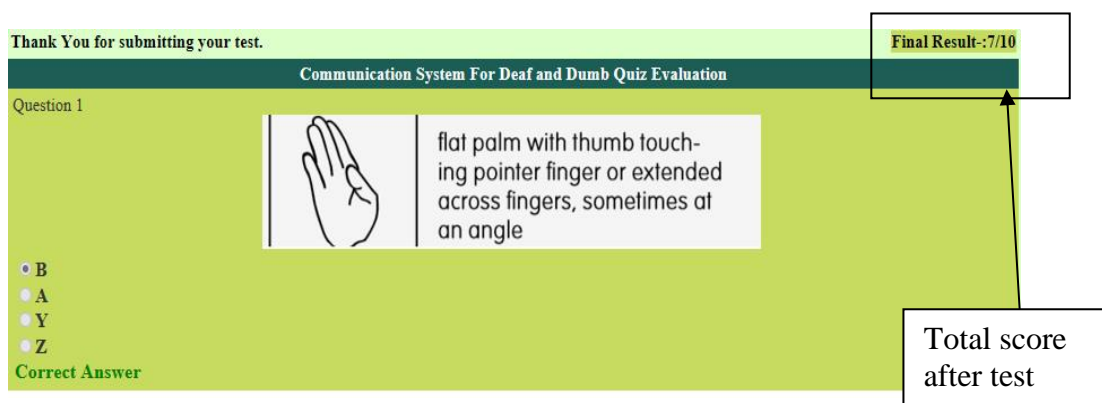 Thank You for submitting your test.
Final Result-:7/10
Communication System For Deaf and Dumb Quiz Evaluation
Question 1
flat palm with thumb touch-
ing pointer finger or extended
across fingers, sometimes at
an angle
B
A
Y
Z
Correct Answer
Total score
after test